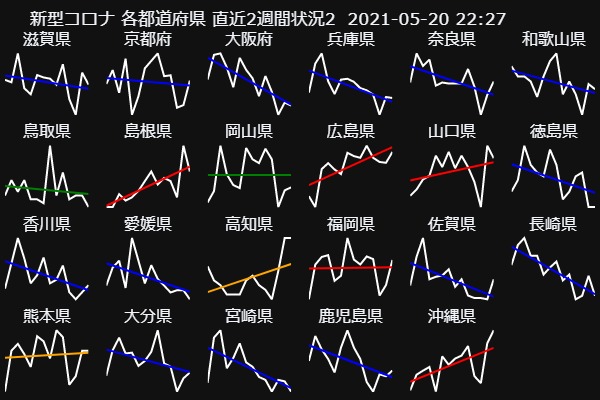 新型コロナ 各都道府県 直近2週間状況2 2021-05-20 22:27
滋賀県 京都府 大阪府 兵庫県 奈良県 和歌山県
鳥取県 島根県 岡山県 広島県 山口県 徳島県
香川県 愛媛県 高知県 福岡県 佐賀県 長崎県
熊本県 大分県 宮崎県 鹿児島県 沖縄県